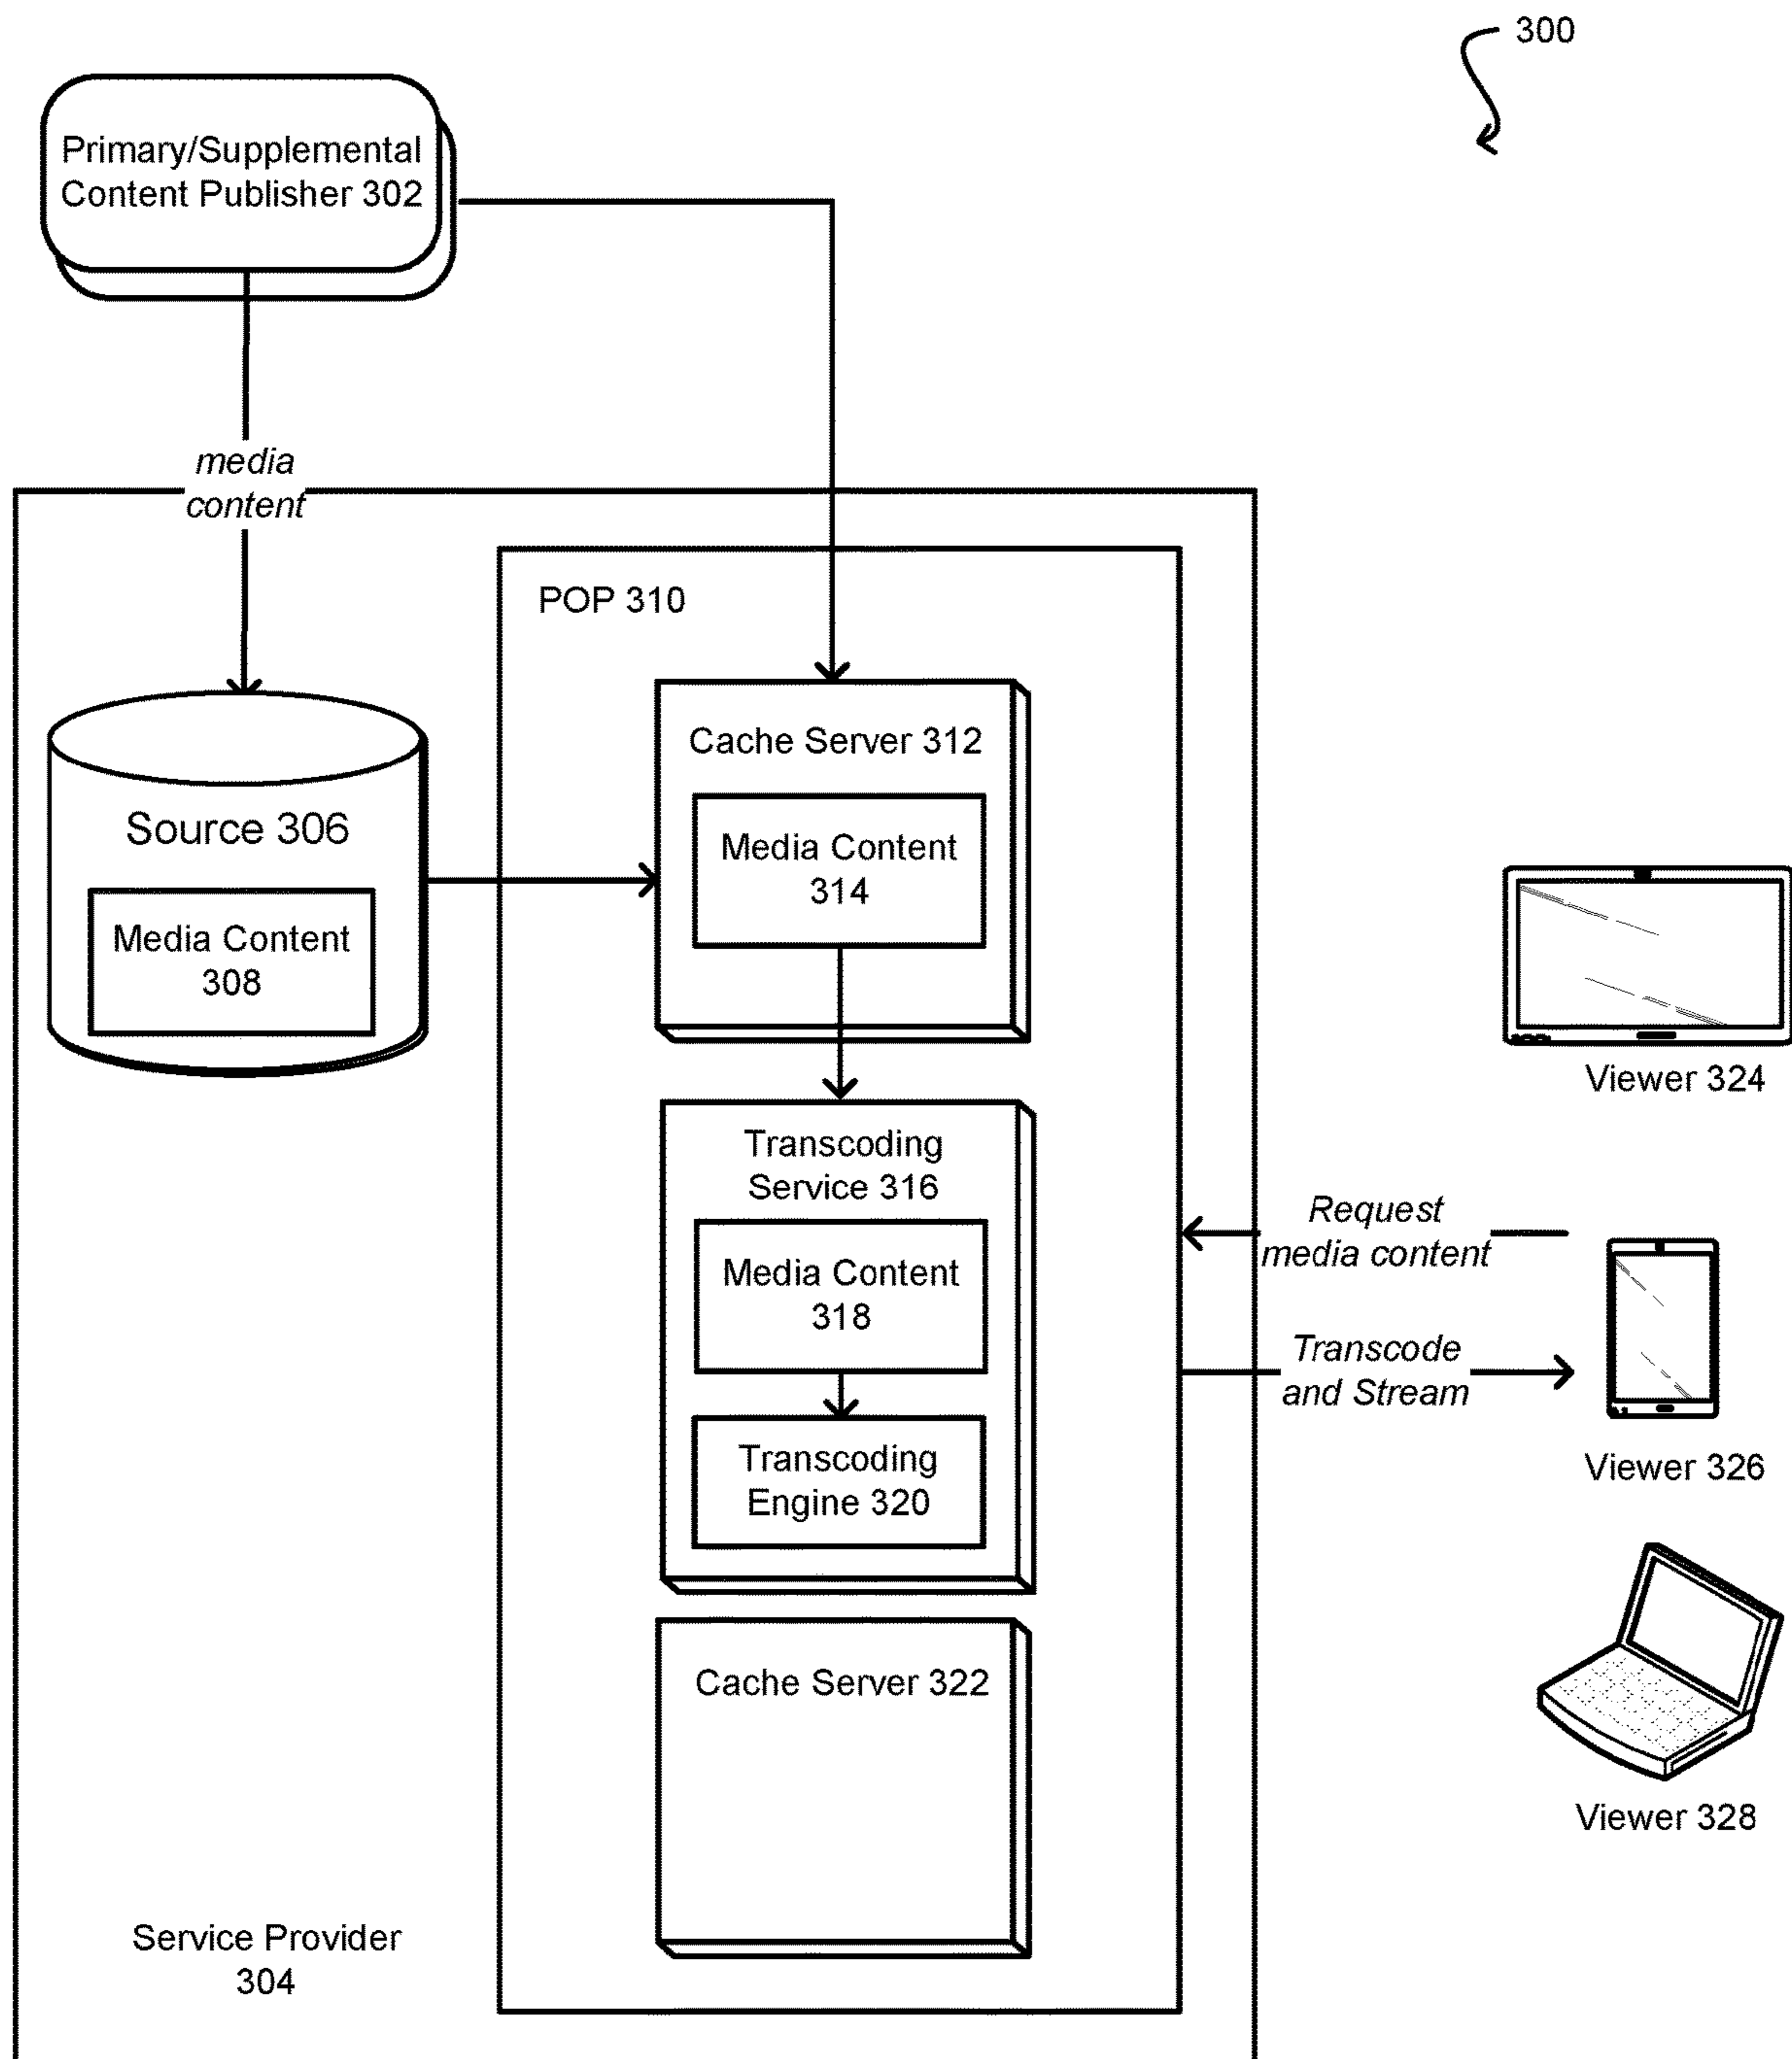 300
Primary/Supplemental
Content Publisher 302
media
content
POP 310
Cache Server 312
Media Content
314
Source 306
Media Content
308
Viewer 324
Transcoding
Service 316
Media Content
318
Transcoding
Engine 320
Request
media content
Transcode
and Stream
Viewer 326
Cache Server 322
Viewer 328
Service Provider
304